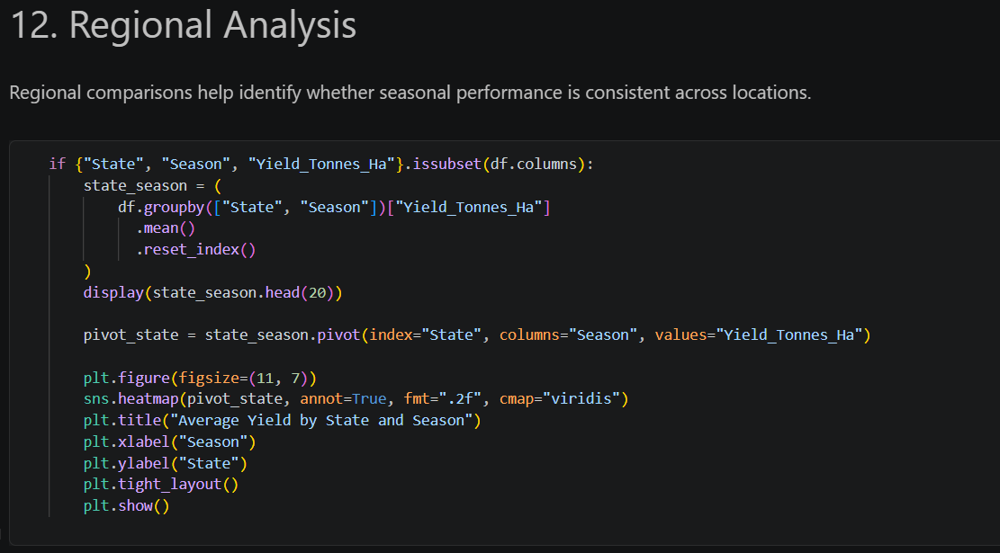 12. Regional Analysis
Regional comparisons help identify whether seasonal performance is consistent across locations.
if {"State", "Season", "Yield_Tonnes_Ha"}.issubset(df.columns):
    state_season = (
        df.groupby(["State", "Season"])["Yield_Tonnes_Ha"]
          .mean()
          .reset_index()
    )
    display(state_season.head(20))
    pivot_state = state_season.pivot(index="State", columns="Season", values="Yield_Tonnes_Ha")
    plt.figure(figsize=(11, 7))
    sns.heatmap(pivot_state, annot=True, fmt=".2f", cmap="viridis")
    plt.title("Average Yield by State and Season")
    plt.xlabel("Season")
    plt.ylabel("State")
    plt.tight_layout()
    plt.show()